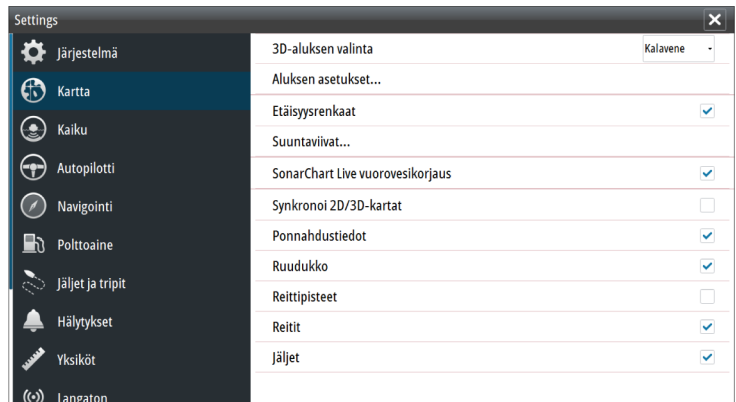 Settings
Järjestelmä
Kartta
Kaiku
Autopilotti
Navigointi
Polttoaine
Jäljet ja tripit
Hälytykset
Yksiköt
Langaton
3D-aluksen valinta
Kalavene
Aluksen asetukset...
Etäisyysrenkaat
Suuntaviivat...
SonarChart Live vuorovesikorjaus
Synkronoi 2D/3D-kartat
Ponnahdustiedot
Ruudukko
Reittipisteet
Reitit
Jäljet